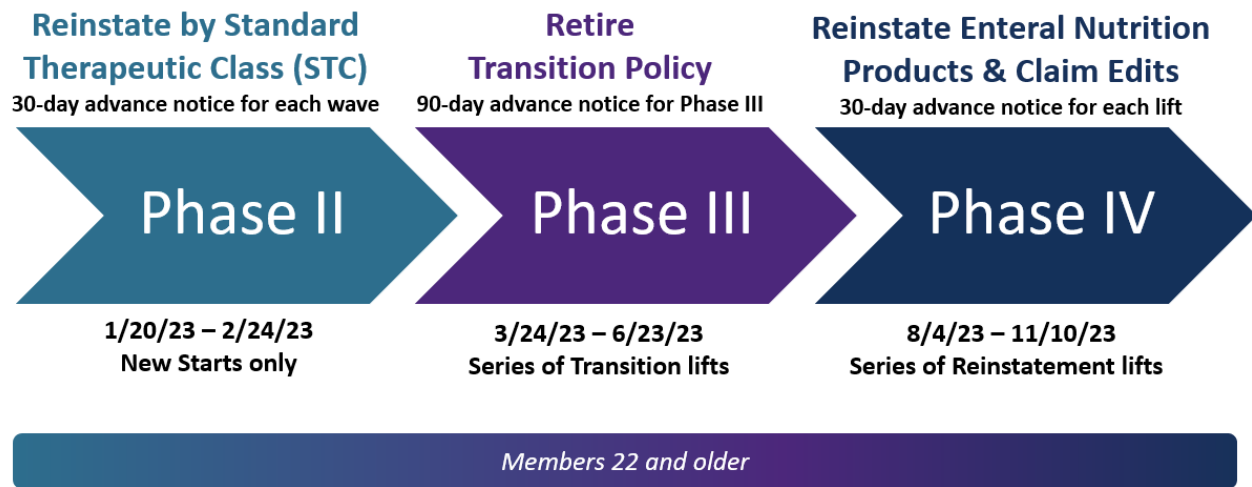 Reinstate by Standard
Therapeutic Class (STC)
30-day advance notice for each wave
Phase II
1/20/23 – 2/24/23
New Starts only
Retire
Transition Policy
90-day advance notice for Phase III
Phase III
3/24/23 – 6/23/23
Series of Transition lifts
Reinstate Enteral Nutrition
Products & Claim Edits
30-day advance notice for each lift
Phase IV
8/4/23 – 11/10/23
Series of Reinstatement lifts
Members 22 and older